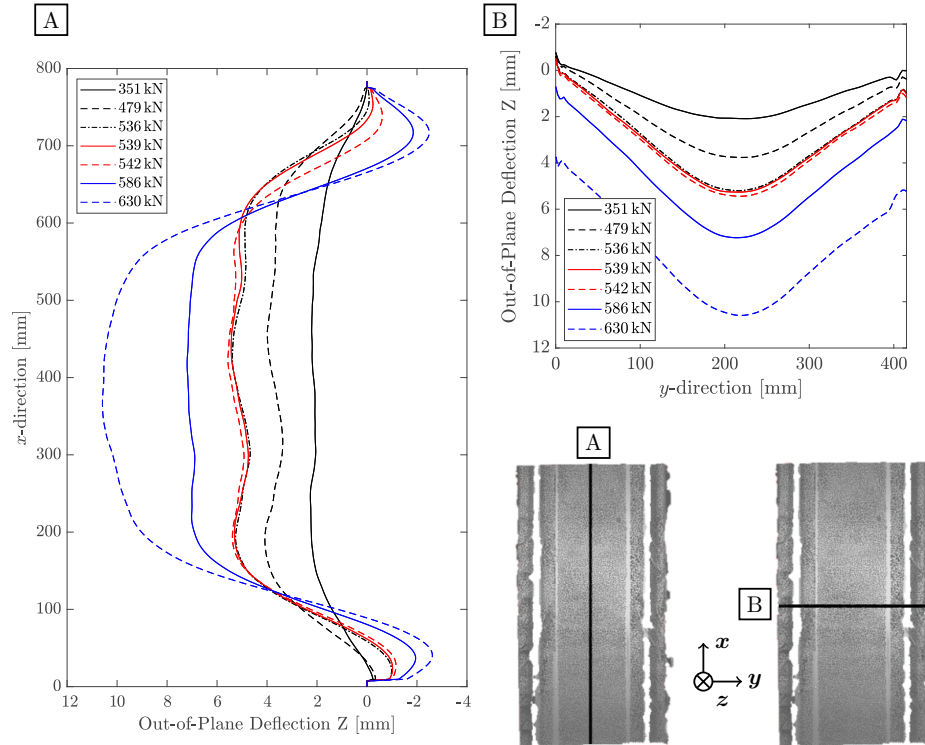 A
800
700
600
500
400
300
200
100
0
x-direction [mm]
351 kN
479 kN
536 kN
539 kN
542 kN
586 kN
630 kN
12 10 8 6 4 2 0 -2 -4
Out-of-Plane Deflection Z [mm]
B
-2
0
2
4
6
8
10
12
Out-of-Plane Deflection Z [mm]
351 kN
479 kN
536 kN
539 kN
542 kN
586 kN
630 kN
0 100 200 300 400
y-direction [mm]
A
B
x
y
z